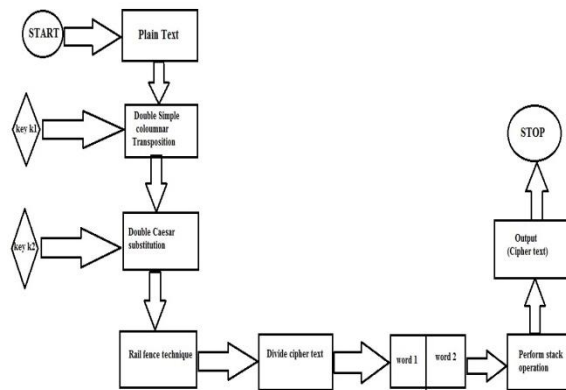 START
Plain Text
key k1
Double Simple
coloumnar
Transposition
STOP
key k2
Double Caesar
substitution
Output
(Cipher text)
Rail fence technique
Divide cipher text
word 1
word 2
Perform stack
operation